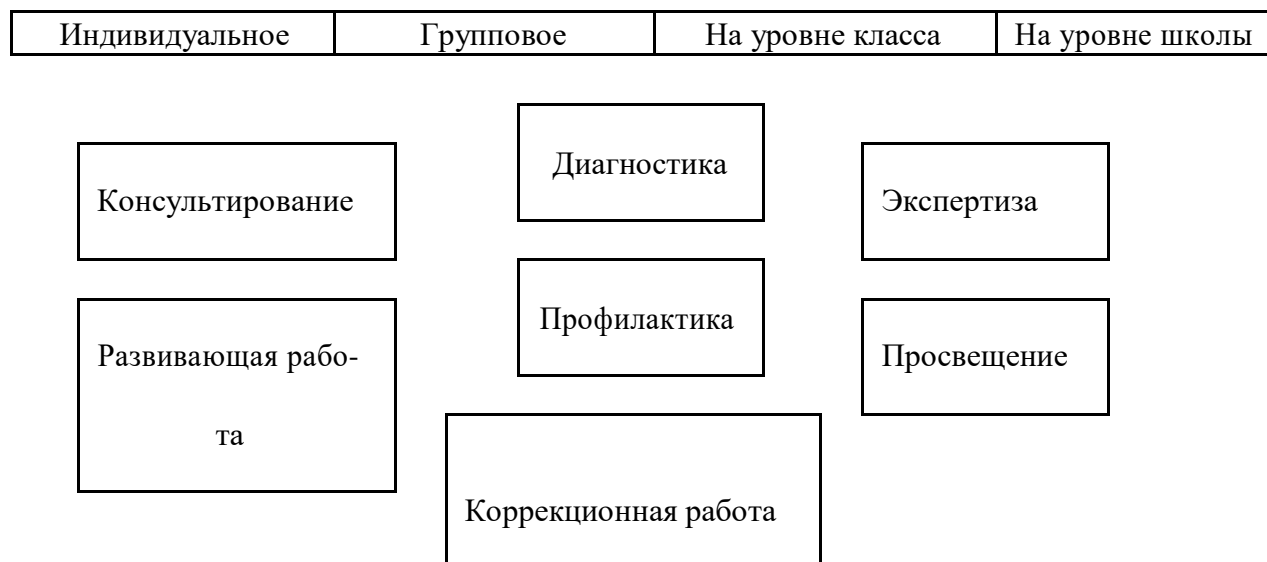 Индивидуальное Групповое На уровне класса На уровне школы
Диагностика
Консультирование
Экспертиза
Профилактика
Развивающая рабо-
та
Просвещение
Коррекционная работа